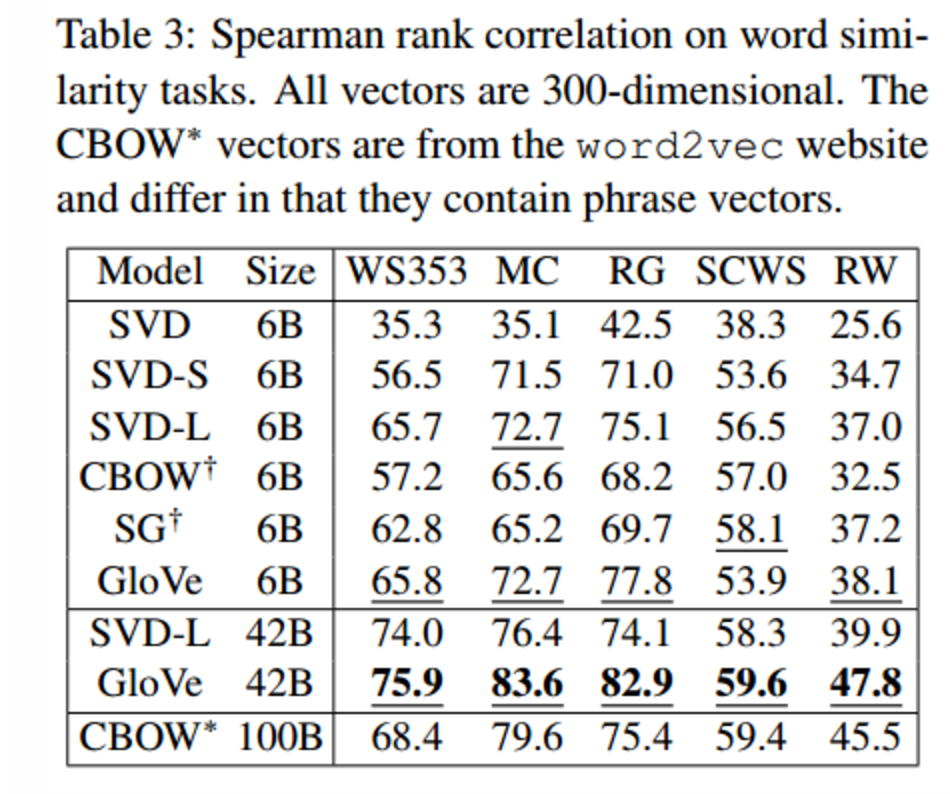 Table 3: Spearman rank correlation on word simi-
larity tasks. All vectors are 300-dimensional. The
CBOW* vectors are from the word2vec website
and differ in that they contain phrase vectors.
Model Size WS353 MC RG SCWS RW
SVD 6B 35.3 35.1 42.5 38.3 25.6
SVD-S 6B 56.5 71.5 71.0 53.6 34.7
SVD-L 6B 65.7 72.7 75.1 56.5 37.0
CBOW† 6B 57.2 65.6 68.2 57.0 32.5
SG† 6B 62.8 65.2 69.7 58.1 37.2
GloVe 6B 65.8 72.7 77.8 53.9 38.1
SVD-L 42B 74.0 76.4 74.1 58.3 39.9
GloVe 42B 75.9 83.6 82.9 59.6 47.8
CBOW* 100B 68.4 79.6 75.4 59.4 45.5